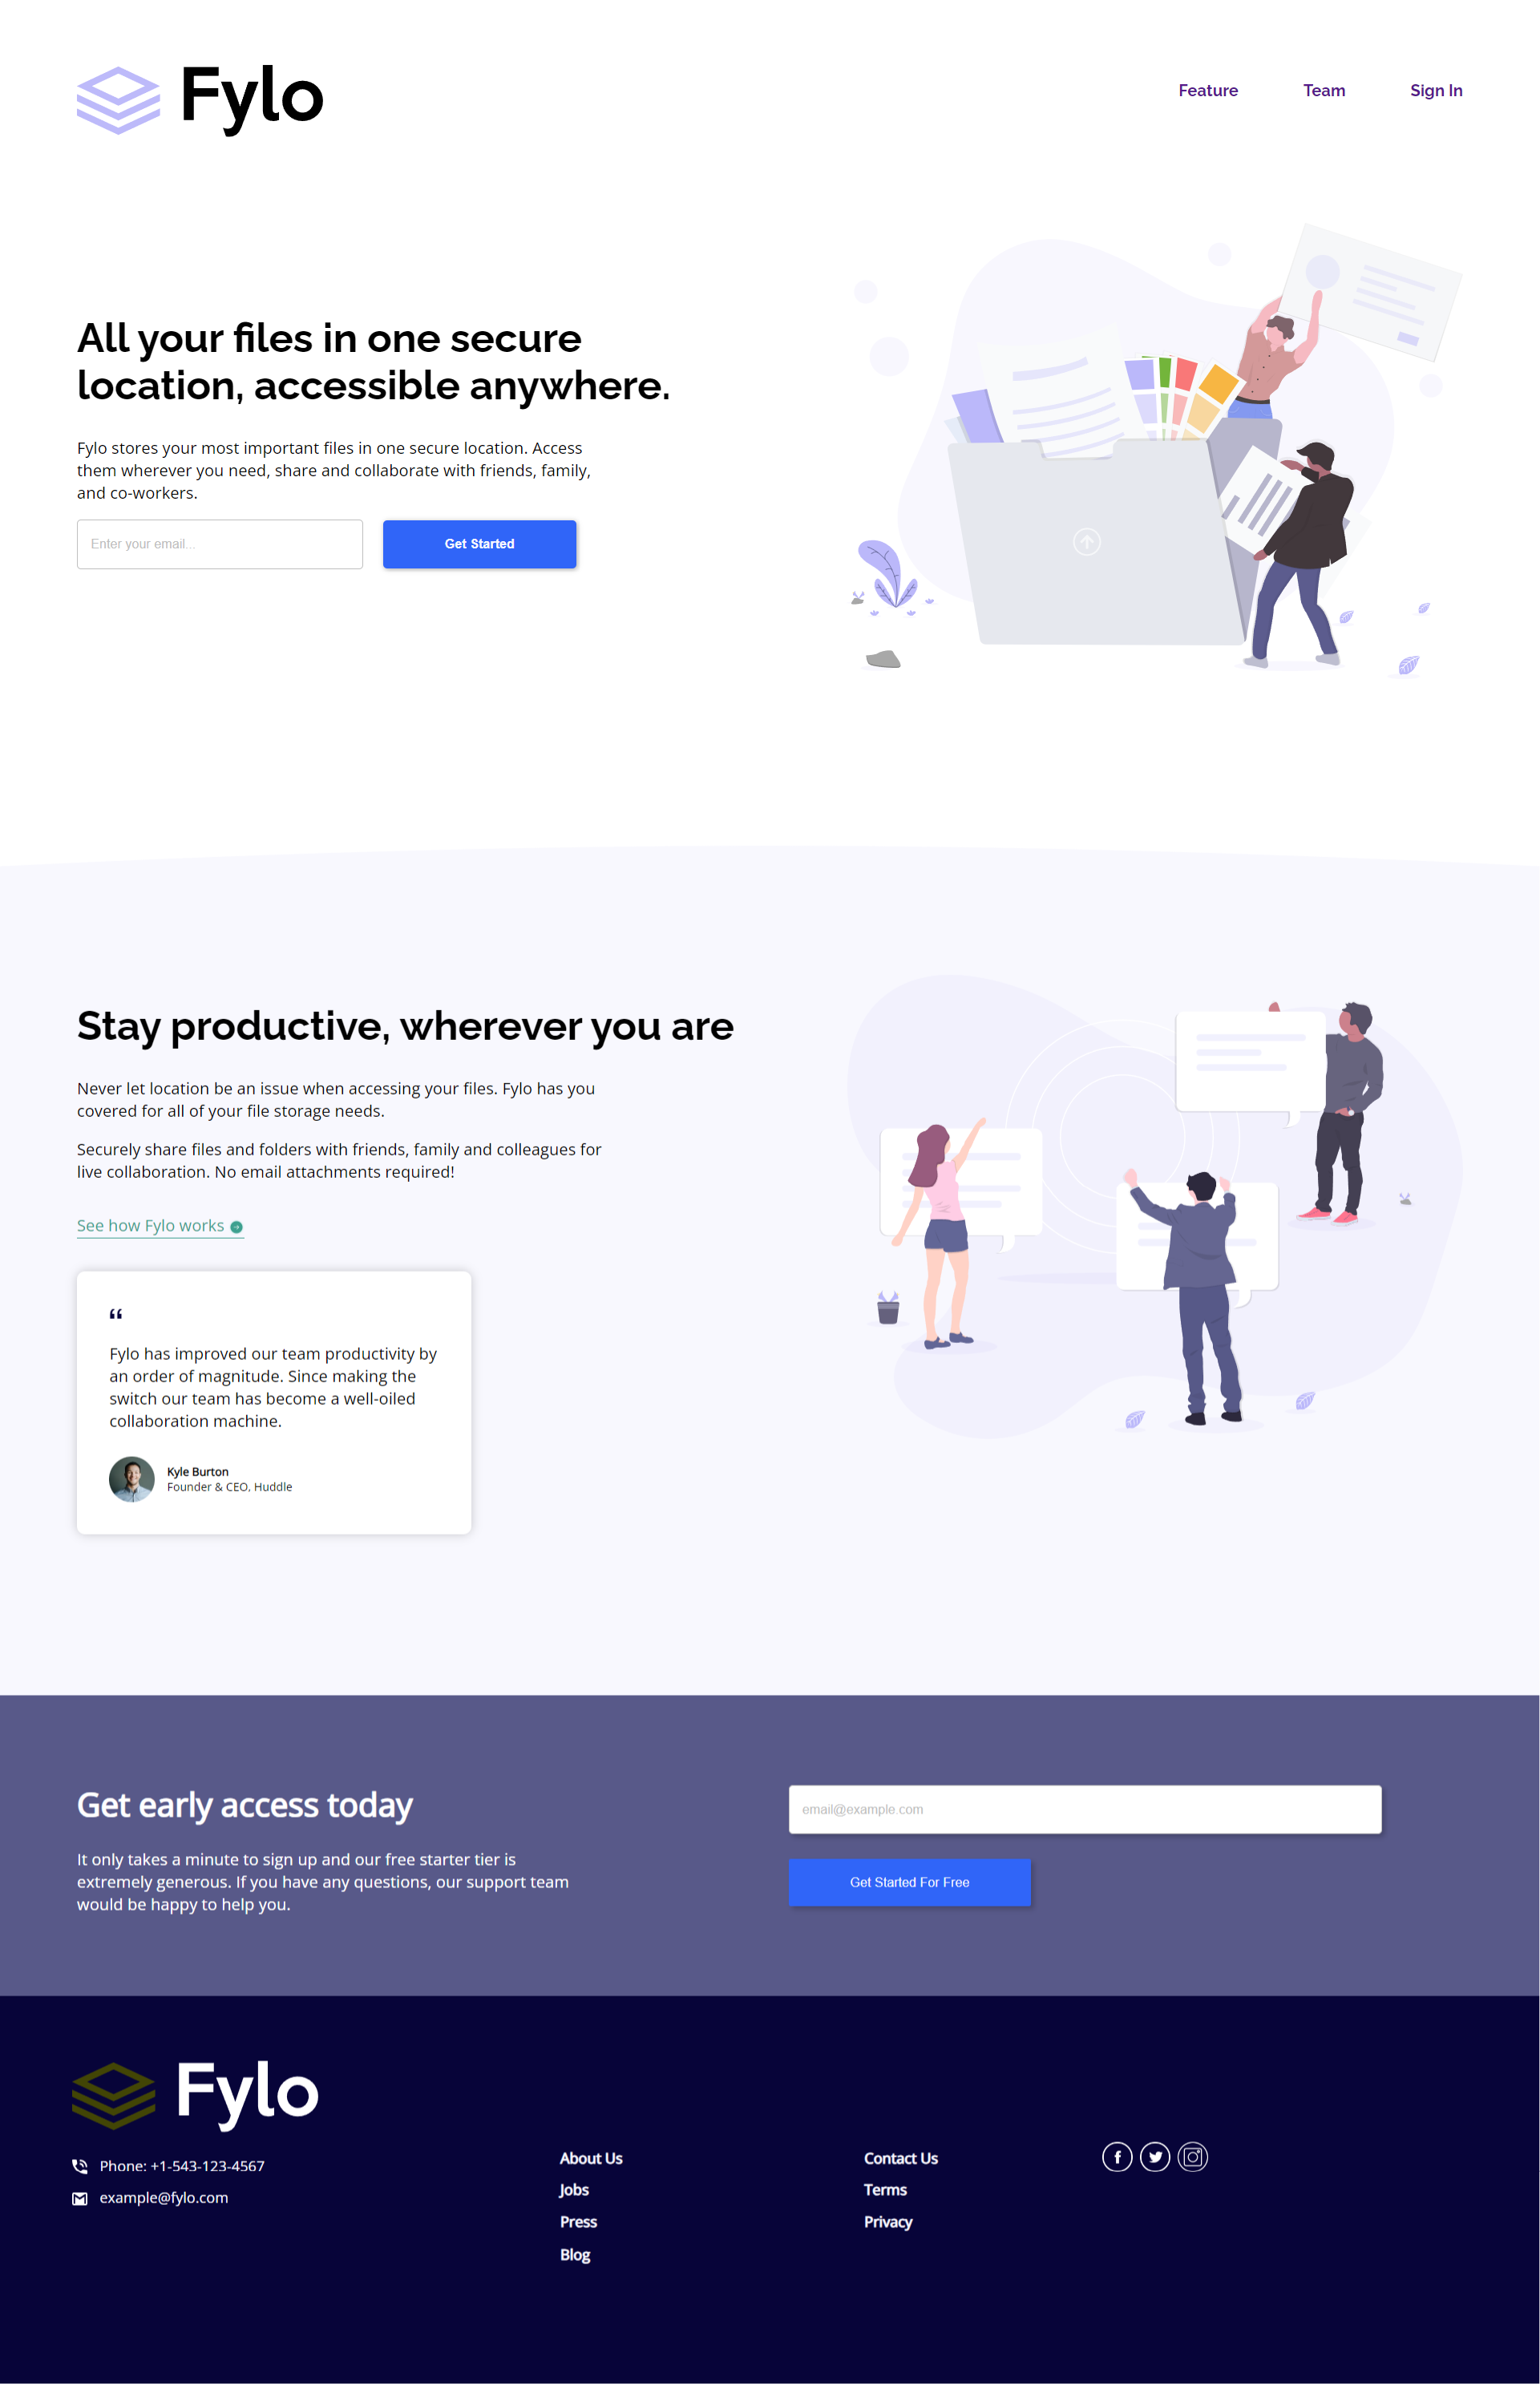 Fylo
Feature
Team
Sign In
All your files in one secure
location, accessible anywhere.
Fylo stores your most important files in one secure location. Access
them wherever you need, share and collaborate with friends, family,
and co-workers.
Enter your email...
Get Started
Stay productive, wherever you are
Never let location be an issue when accessing your files. Fylo has you
covered for all of your file storage needs.
Securely share files and folders with friends, family and colleagues for
live collaboration. No email attachments required!
See how Fylo works
“
Fylo has improved our team productivity by
an order of magnitude. Since making the
switch our team has become a well-oiled
collaboration machine.
Kyle Burton
Founder & CEO, Huddle
Get early access today
It only takes a minute to sign up and our free starter tier is
extremely generous. If you have any questions, our support team
would be happy to help you.
email@example.com
Get Started For Free
Fylo
Phone: +1-543-123-4567
example@fylo.com
About Us
Jobs
Press
Blog
Contact Us
Terms
Privacy